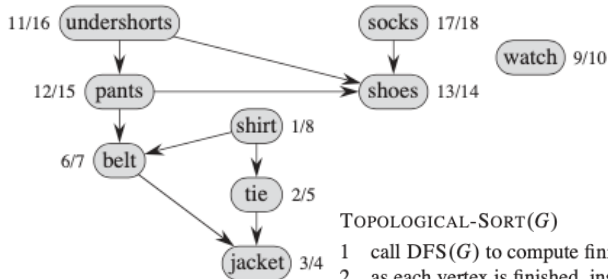 11/16 undershorts socks 17/18
watch 9/10
12/15 pants shoes 13/14
shirt 1/8
6/7 belt
tie 2/5
TOPOLOGICAL-SORT(G)
jacket 3/4 1 call DFS(G) to compute
2 as each vertex is finished,